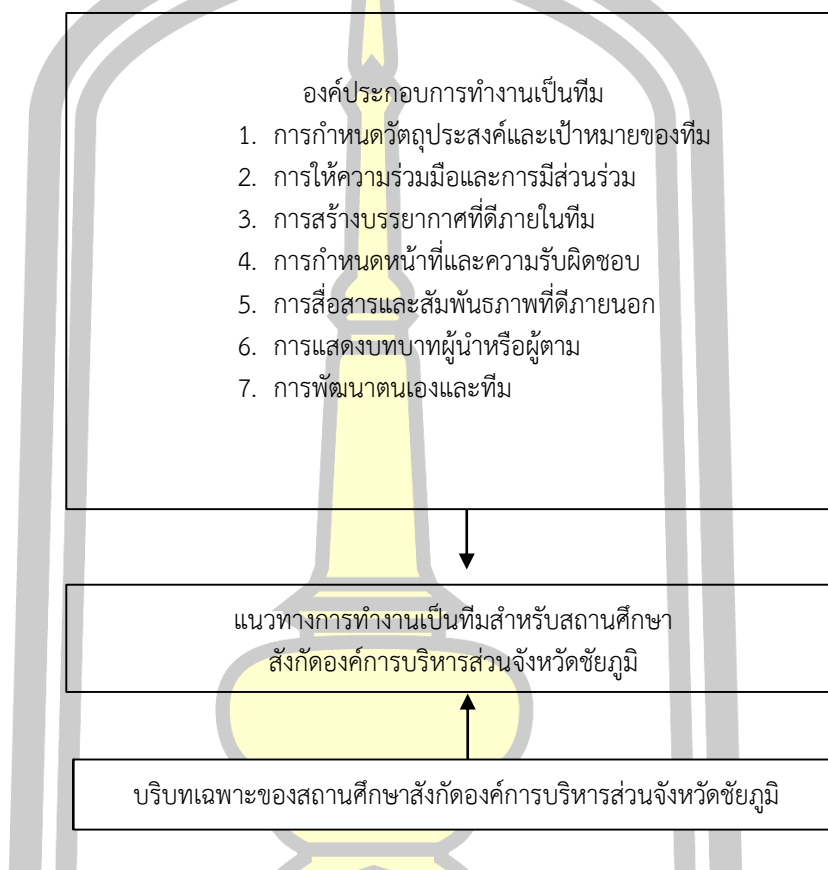 องค์ประกอบการทำงานเป็นทีม
1. การกำหนดวัตถุประสงค์และเป้าหมายของทีม
2. การให้ความร่วมมือและการมีส่วนร่วม
3. การสร้างบรรยากาศที่ดีภายในทีม
4. การกำหนดหน้าที่และความรับผิดชอบ
5. การสื่อสารและสัมพันธภาพที่ดีภายนอก
6. การแสดงบทบาทผู้นำหรือผู้ตาม
7. การพัฒนาตนเองและทีม
แนวทางการทำงานเป็นทีมสำหรับสถานศึกษา
สังกัดองค์การบริหารส่วนจังหวัดชัยภูมิ
บริบทเฉพาะของสถานศึกษาสังกัดองค์การบริหารส่วนจังหวัดชัยภูมิ